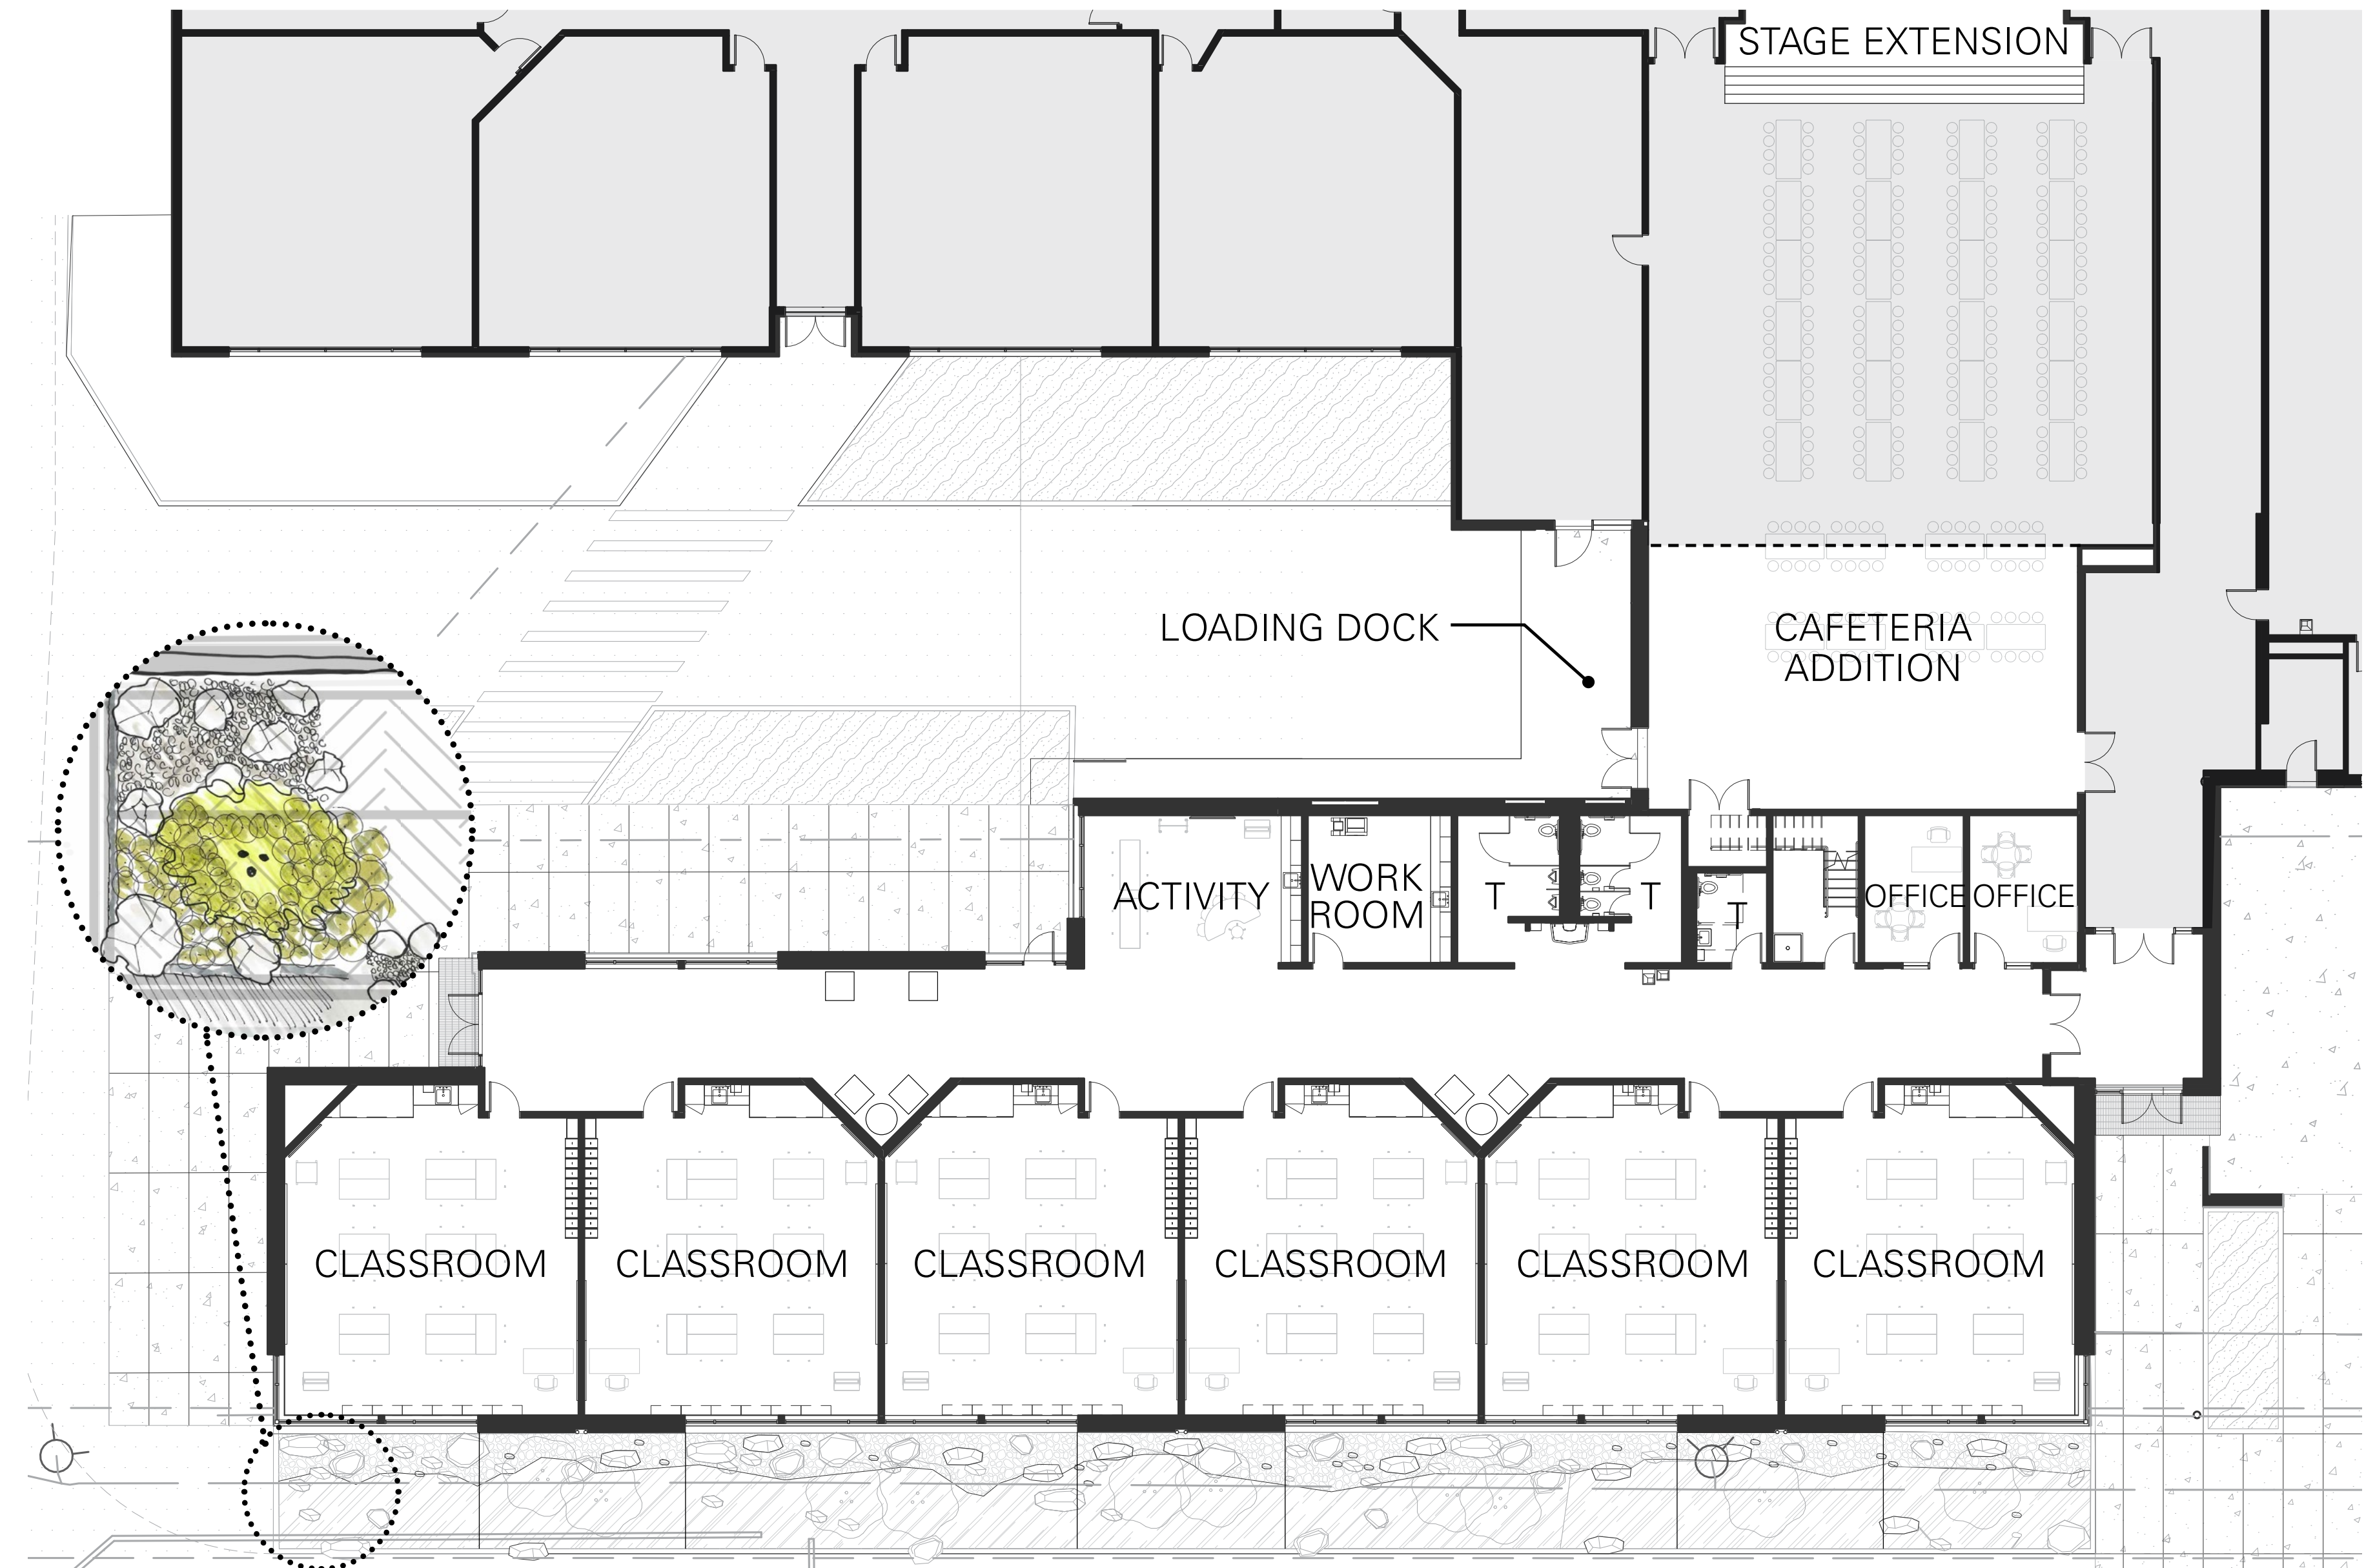 STAGE EXTENSION
LOADING DOCK
CAFETERIA
ADDITION
ACTIVITY
WORK
ROOM
T
T
T
OFFICE
OFFICE
CLASSROOM
CLASSROOM
CLASSROOM
CLASSROOM
CLASSROOM
CLASSROOM